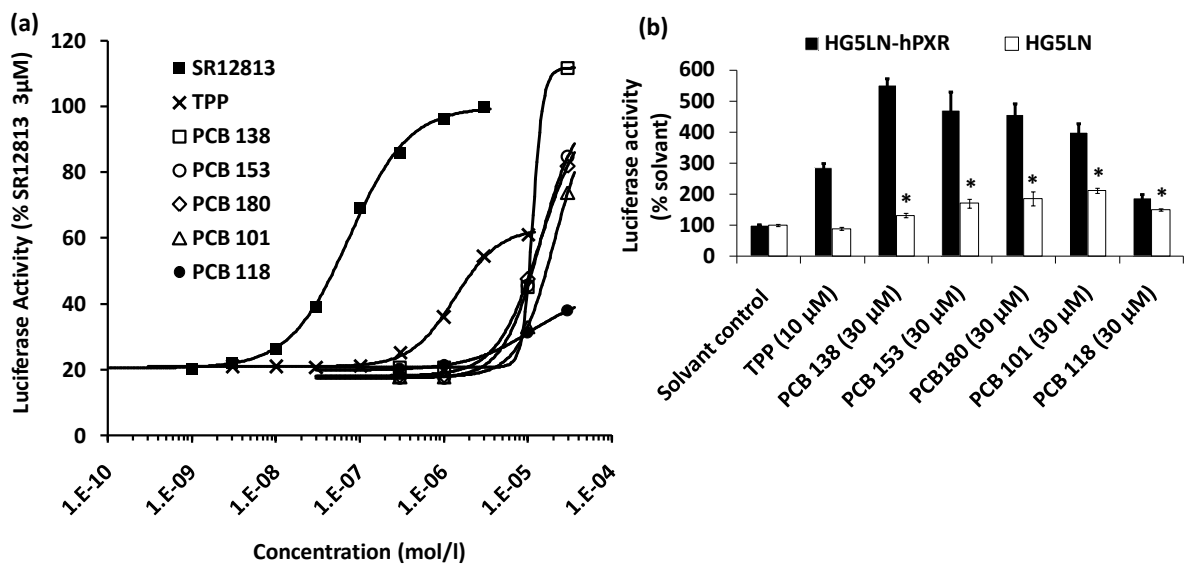 (a)
Luciferase Activity (% SR12813 3µM)
120
100
80
60
40
20
0
SR12813
TPP
PCB 138
PCB 153
PCB 180
PCB 101
PCB 118
1.E-10
1.E-09
1.E-08
1.E-07
1.E-06
1.E-05
1.E-04
Concentration (mol/l)
(b)
HG5LN-hPXR
HG5LN
Luciferase activity
(% solvant)
600
500
400
300
200
100
0
*
*
*
*
*
Solvant control
TPP (10 µM)
PCB 138 (30 µM)
PCB 153 (30 µM)
PCB180 (30 µM)
PCB 101 (30 µM)
PCB 118 (30 µM)